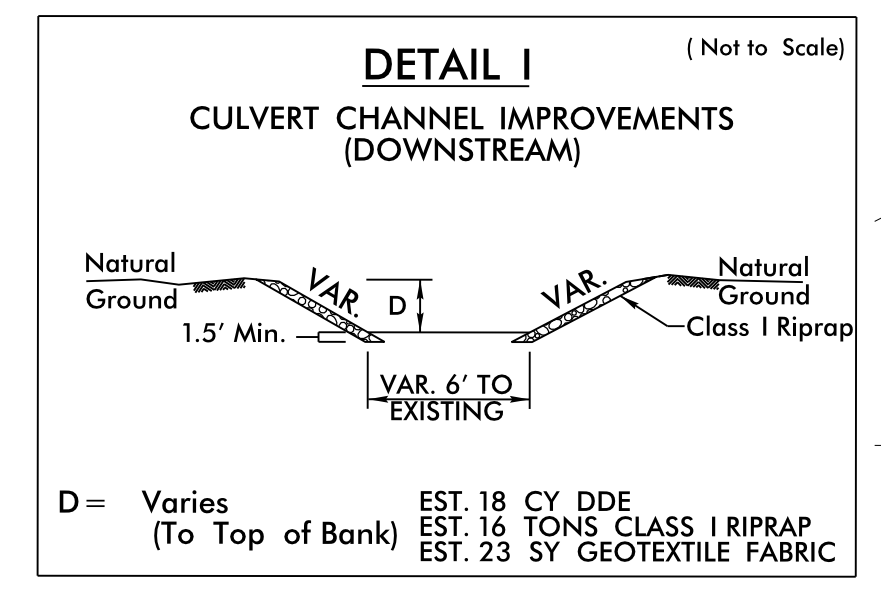 ( Not to Scale)
DETAIL I
CULVERT CHANNEL IMPROVEMENTS
(DOWNSTREAM)
Natural
Ground
VAR.
D
VAR.
Natural
Ground
1.5' Min.
Class I Riprap
VAR. 6' TO
EXISTING
D = Varies
(To Top of Bank)
EST. 18 CY DDE
EST. 16 TONS CLASS I RIPRAP
EST. 23 SY GEOTEXTILE FABRIC